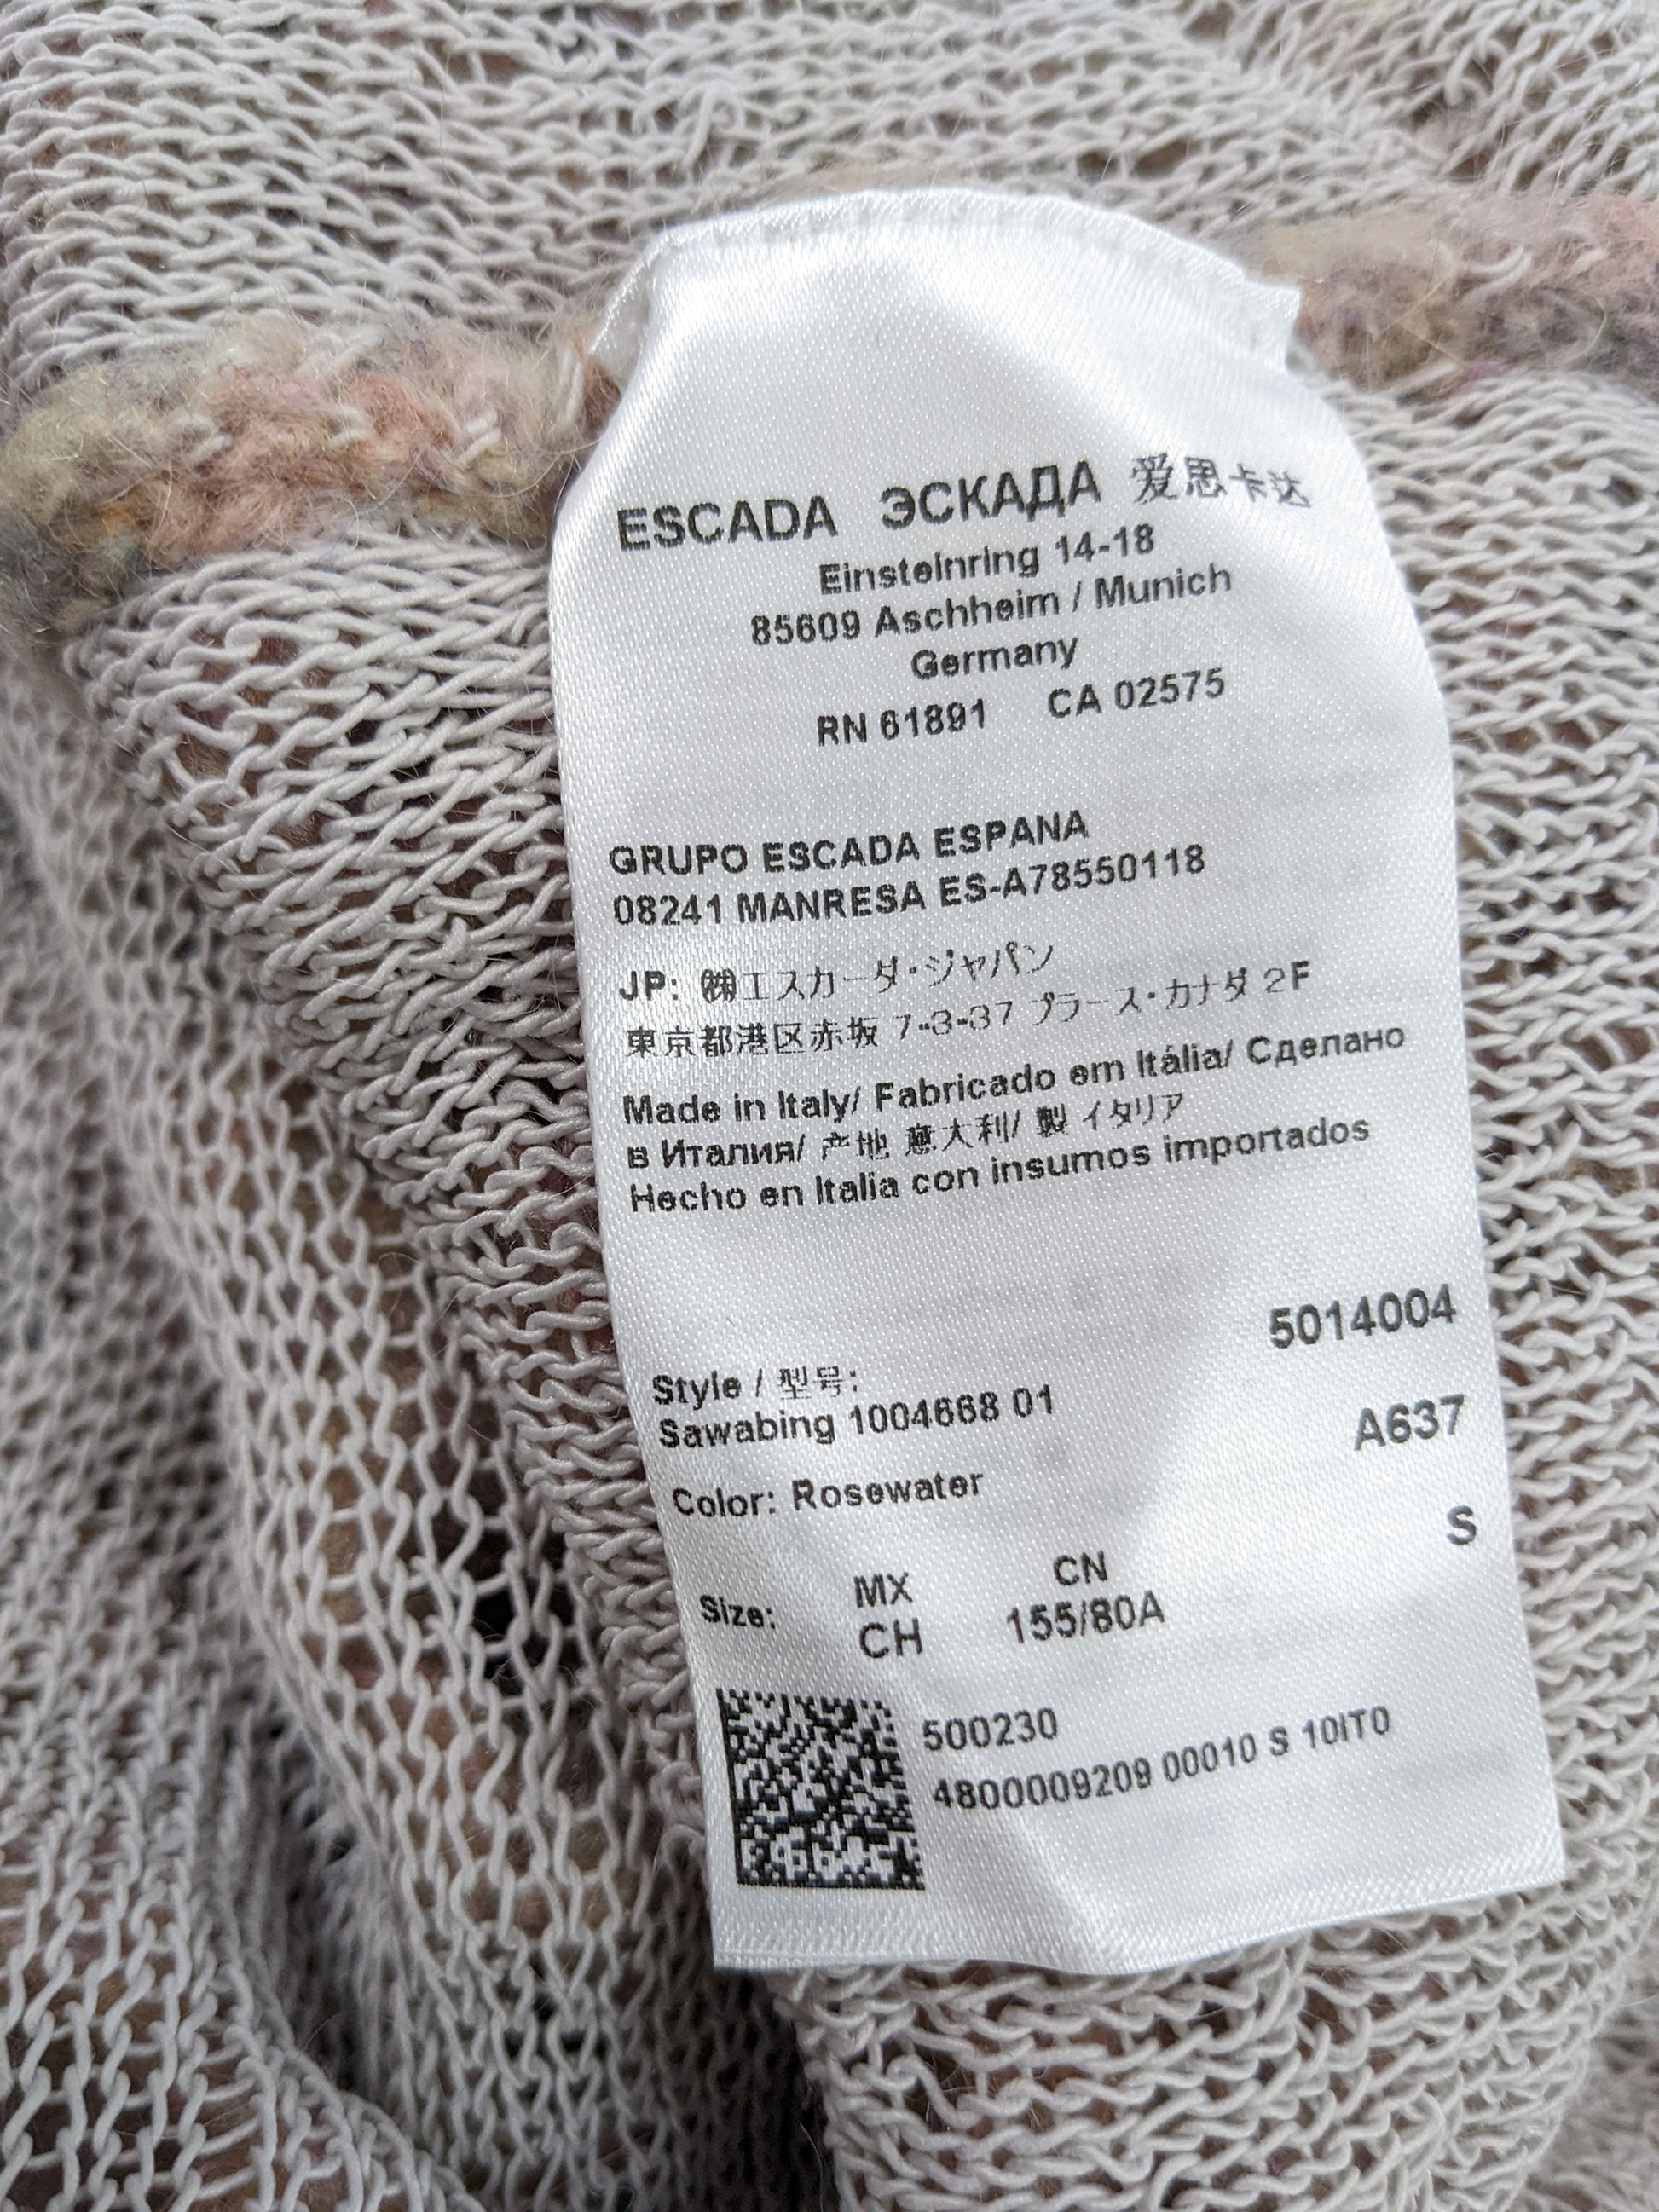 ESCADA ЭСКАДА 爱思卡达
Einsteinring 14-18
85609 Aschheim / Munich
Germany
RN 61891 CA 02575
GRUPO ESCADA ESPANA
08241 MANRESA ES-A78550118
JP: ㈱エスカーダ・ジャパン
東京都港区赤坂 7-3-37 プラース・カナダ 2F
Made in Italy/ Fabricado em Itália/ Сделано
в Италия/ 产地 意大利/ 製 イタリア
Hecho en Italia con insumos importados
5014004
Style / 型号:
Sawabing 1004668 01
A637
Color: Rosewater
S
MX CN
Size: CH 155/80A
500230
4800009209 00010 S 10IT0